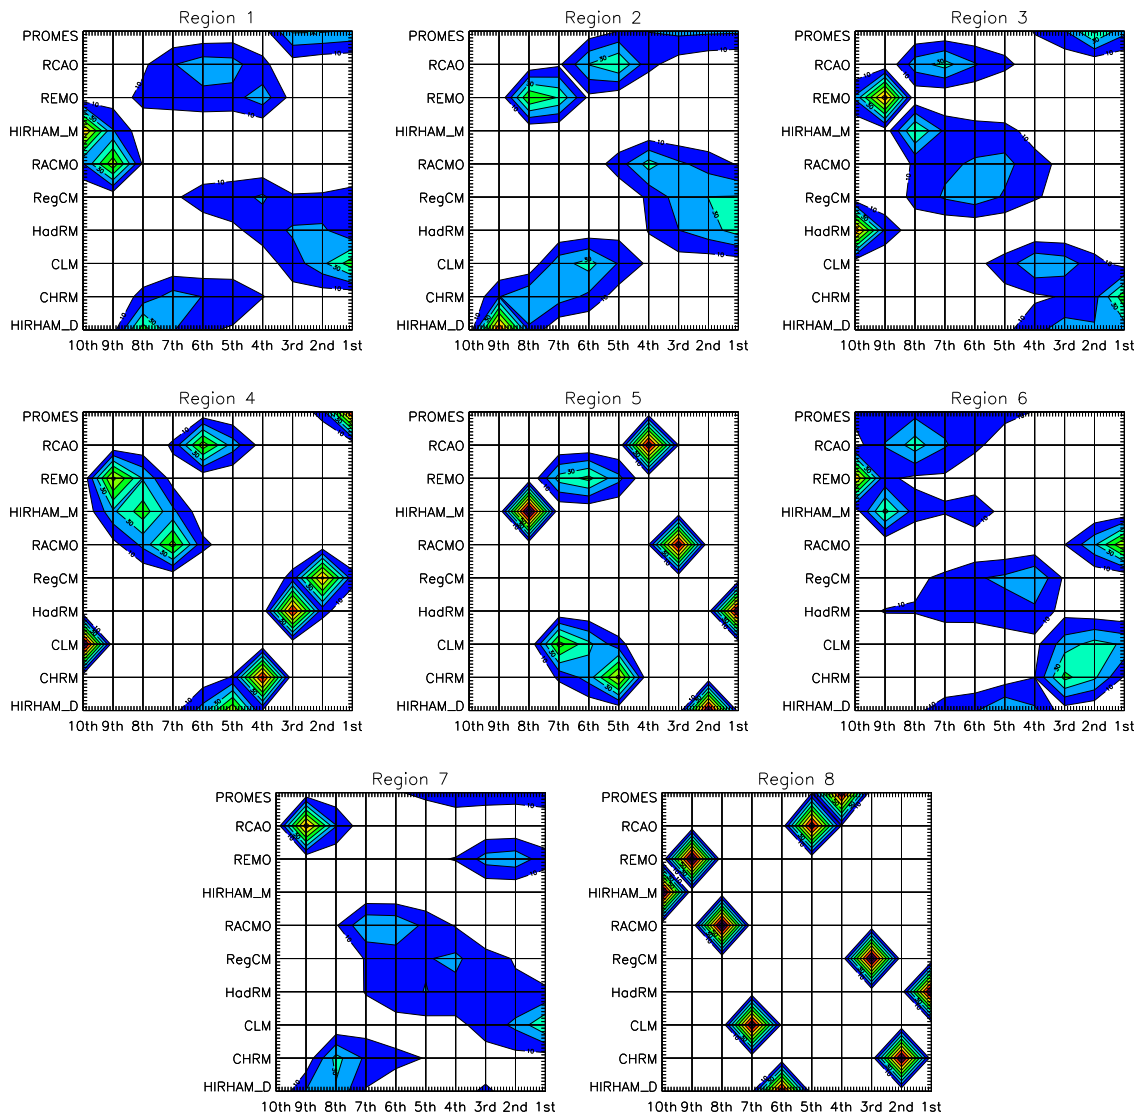 Region 1
PROMES
RCAO
REMO
HIRHAM_M
RACMO
RegCM
HadRM
CLM
CHRM
HIRHAM_D
10th 9th 8th 7th 6th 5th 4th 3rd 2nd 1st
Region 2
PROMES
RCAO
REMO
HIRHAM_M
RACMO
RegCM
HadRM
CLM
CHRM
HIRHAM_D
10th 9th 8th 7th 6th 5th 4th 3rd 2nd 1st
Region 3
PROMES
RCAO
REMO
HIRHAM_M
RACMO
RegCM
HadRM
CLM
CHRM
HIRHAM_D
10th 9th 8th 7th 6th 5th 4th 3rd 2nd 1st
Region 4
PROMES
RCAO
REMO
HIRHAM_M
RACMO
RegCM
HadRM
CLM
CHRM
HIRHAM_D
10th 9th 8th 7th 6th 5th 4th 3rd 2nd 1st
Region 5
PROMES
RCAO
REMO
HIRHAM_M
RACMO
RegCM
HadRM
CLM
CHRM
HIRHAM_D
10th 9th 8th 7th 6th 5th 4th 3rd 2nd 1st
Region 6
PROMES
RCAO
REMO
HIRHAM_M
RACMO
RegCM
HadRM
CLM
CHRM
HIRHAM_D
10th 9th 8th 7th 6th 5th 4th 3rd 2nd 1st
Region 7
PROMES
RCAO
REMO
HIRHAM_M
RACMO
RegCM
HadRM
CLM
CHRM
HIRHAM_D
10th 9th 8th 7th 6th 5th 4th 3rd 2nd 1st
Region 8
PROMES
RCAO
REMO
HIRHAM_M
RACMO
RegCM
HadRM
CLM
CHRM
HIRHAM_D
10th 9th 8th 7th 6th 5th 4th 3rd 2nd 1st